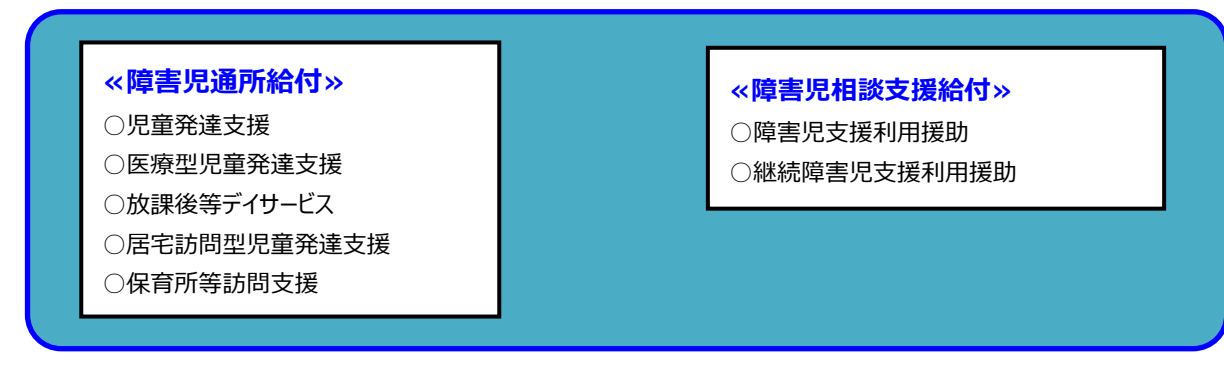 ≪障害児通所給付≫
○児童発達支援
○医療型児童発達支援
○放課後等デイサービス
○居宅訪問型児童発達支援
○保育所等訪問支援
≪障害児相談支援給付≫
○障害児支援利用援助
○継続障害児支援利用援助